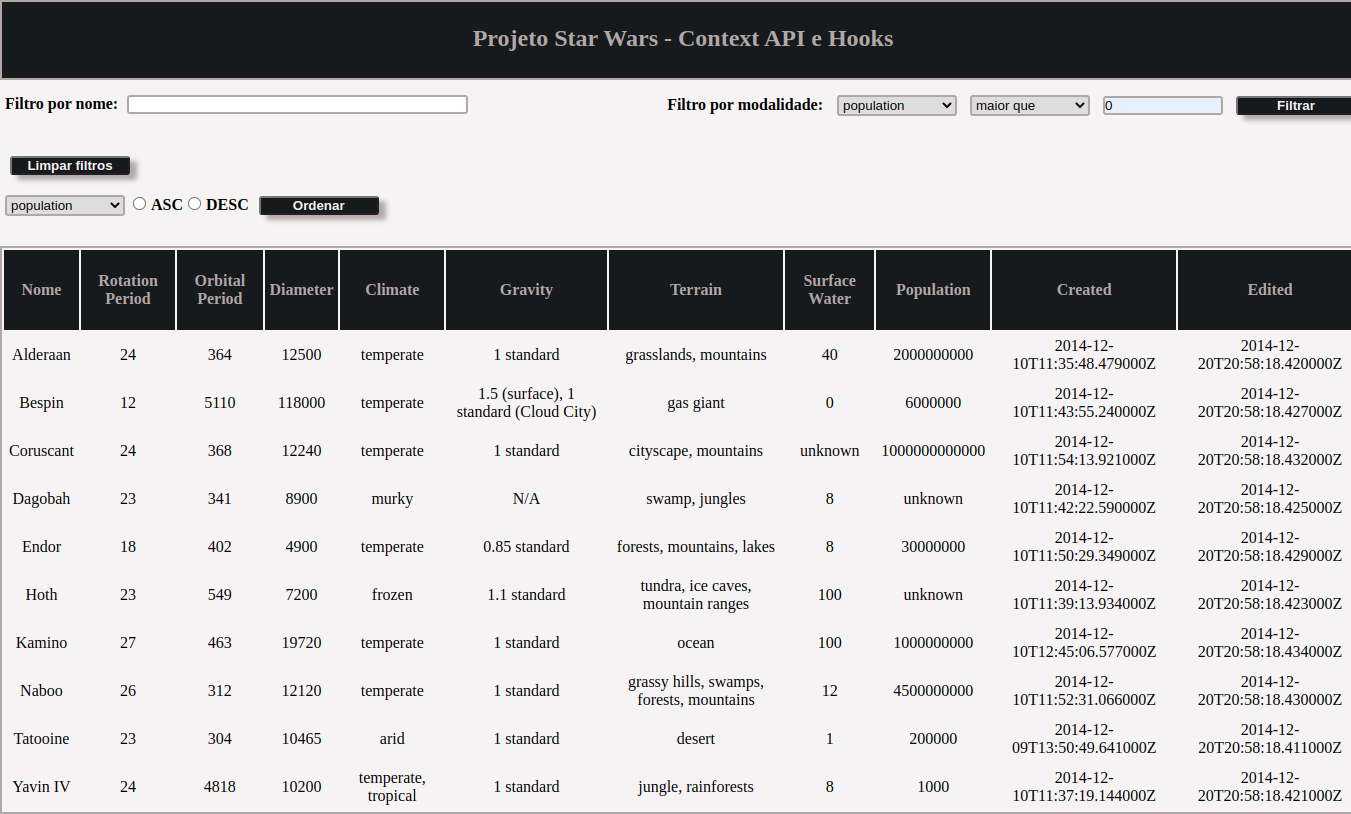 Projeto Star Wars - Context API e Hooks
Filtro por nome: Filtro por modalidade: population maior que 0 Filtrar
Limpar filtros
population ASC DESC Ordenar
Nome Rotation Period Orbital Period Diameter Climate Gravity Terrain Surface Water Population Created Edited
Alderaan 24 364 12500 temperate 1 standard grasslands, mountains 40 2000000000 2014-12-10T11:35:48.479000Z 2014-12-20T20:58:18.420000Z
Bespin 12 5110 118000 temperate 1.5 (surface), 1 standard (Cloud City) gas giant 0 6000000 2014-12-10T11:43:55.240000Z 2014-12-20T20:58:18.427000Z
Coruscant 24 368 12240 temperate 1 standard cityscape, mountains unknown 1000000000000 2014-12-10T11:54:13.921000Z 2014-12-20T20:58:18.432000Z
Dagobah 23 341 8900 murky N/A swamp, jungles 8 unknown 2014-12-10T11:42:22.590000Z 2014-12-20T20:58:18.425000Z
Endor 18 402 4900 temperate 0.85 standard forests, mountains, lakes 8 30000000 2014-12-10T11:50:29.349000Z 2014-12-20T20:58:18.429000Z
Hoth 23 549 7200 frozen 1.1 standard tundra, ice caves, mountain ranges 100 unknown 2014-12-10T11:39:13.934000Z 2014-12-20T20:58:18.423000Z
Kamino 27 463 19720 temperate 1 standard ocean 100 1000000000 2014-12-10T12:45:06.577000Z 2014-12-20T20:58:18.434000Z
Naboo 26 312 12120 temperate 1 standard grassy hills, swamps, forests, mountains 12 4500000000 2014-12-10T11:52:31.066000Z 2014-12-20T20:58:18.430000Z
Tatooine 23 304 10465 arid 1 standard desert 1 200000 2014-12-09T13:50:49.641000Z 2014-12-20T20:58:18.411000Z
Yavin IV 24 4818 10200 temperate, tropical 1 standard jungle, rainforests 8 1000 2014-12-10T11:37:19.144000Z 2014-12-20T20:58:18.421000Z